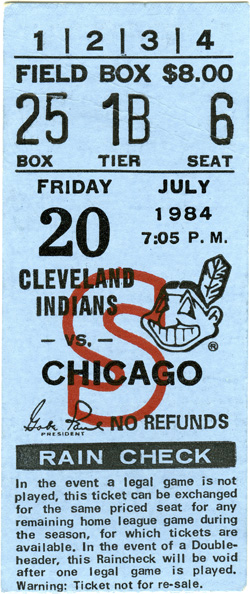 1 | 2 | 3 | 4
FIELD BOX $8.00
25 1B 6
BOX TIER SEAT
FRIDAY JULY
20 1984
7:05 P. M.
CLEVELAND
INDIANS
— VS. —
S
CHICAGO
®
Gabe Paul NO REFUNDS
PRESIDENT
RAIN CHECK
In the event a legal game is not
played, this ticket can be exchanged
for the same priced seat for any
remaining home league game during
the season, for which tickets are
available. In the event of a Double-
header, this Raincheck will be void
after one legal game is played.
Warning: Ticket not for re-sale.